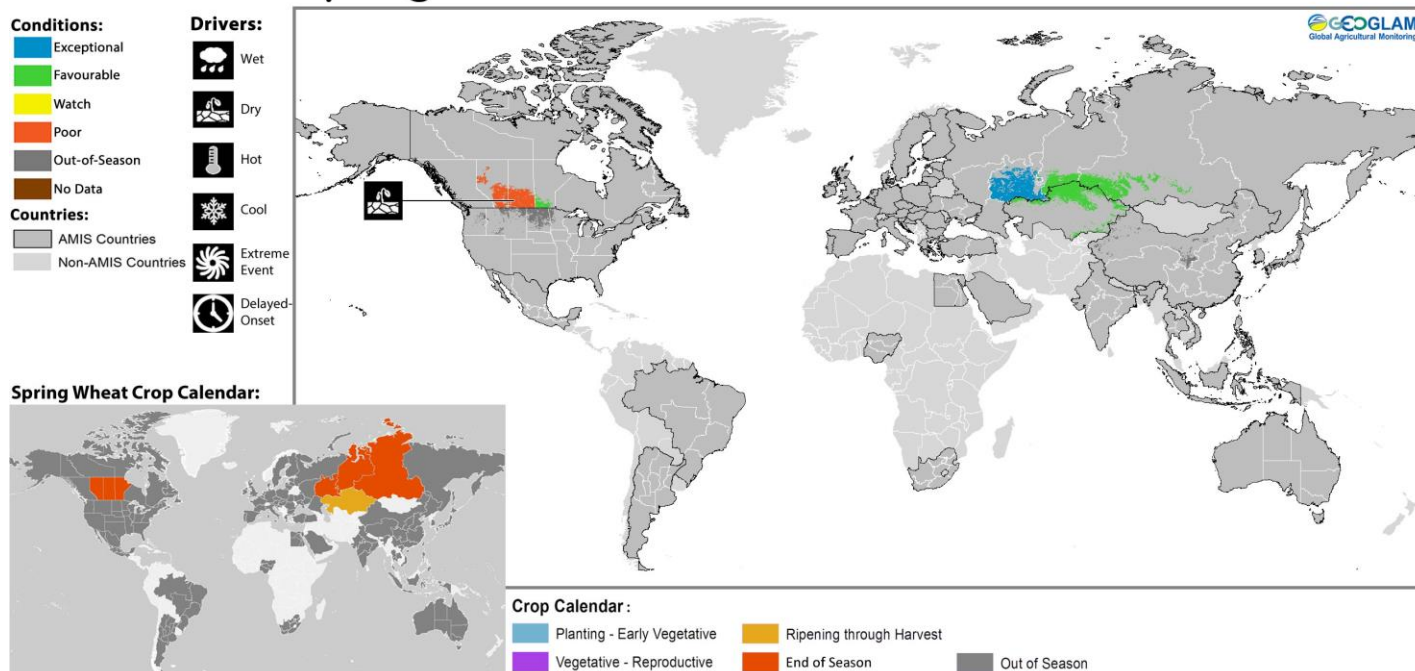 Conditions:
Exceptional
Favourable
Watch
Poor
Out-of-Season
No Data
Countries:
AMIS Countries
Non-AMIS Countries
Drivers:
Wet
Dry
Hot
Cool
Extreme
Event
Delayed-
Onset
GEOGLAM
Global Agricultural Monitoring
Spring Wheat Crop Calendar:
Crop Calendar :
Planting - Early Vegetative
Vegetative - Reproductive
Ripening through Harvest
End of Season
Out of Season